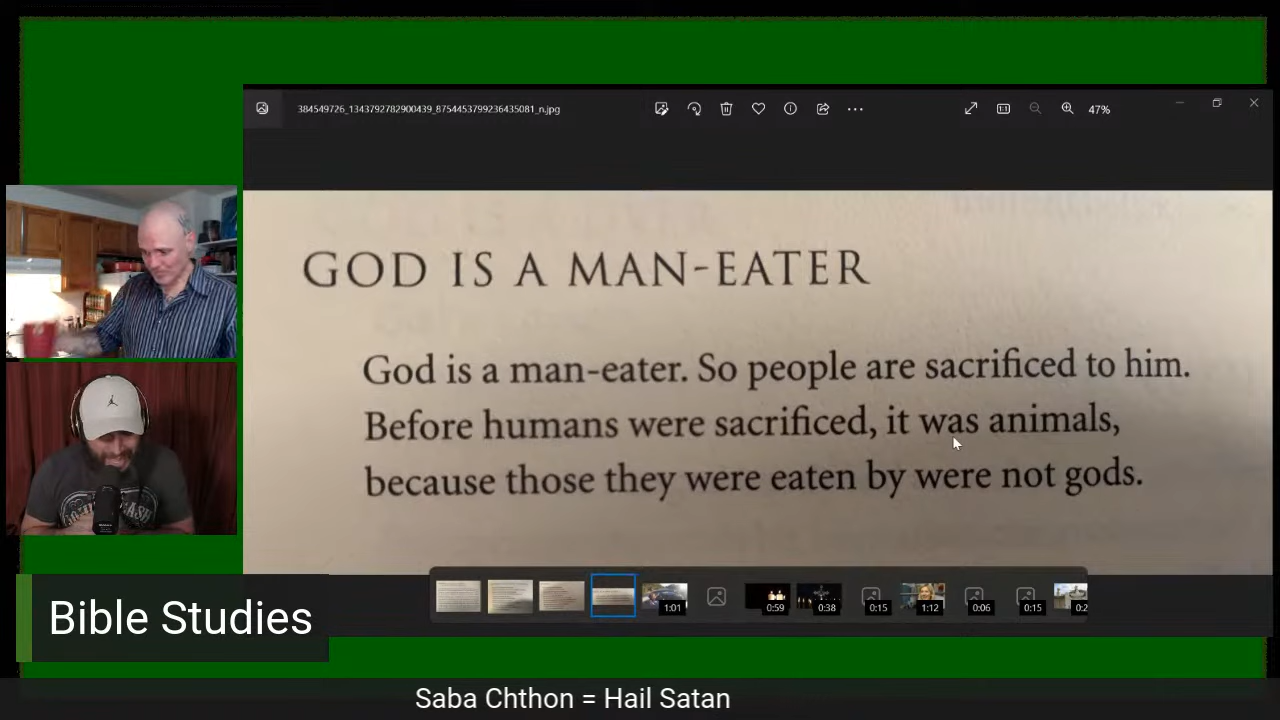 384549726_1343792782900439_8754453799236435081_n.jpg
47%
GOD IS A MAN-EATER
God is a man-eater. So people are sacrificed to him.
Before humans were sacrificed, it was animals,
because those they were eaten by were not gods.
1:01
0:59
0:38
0:15
1:12
0:06
0:15
Bible Studies
Saba Chthon = Hail Satan